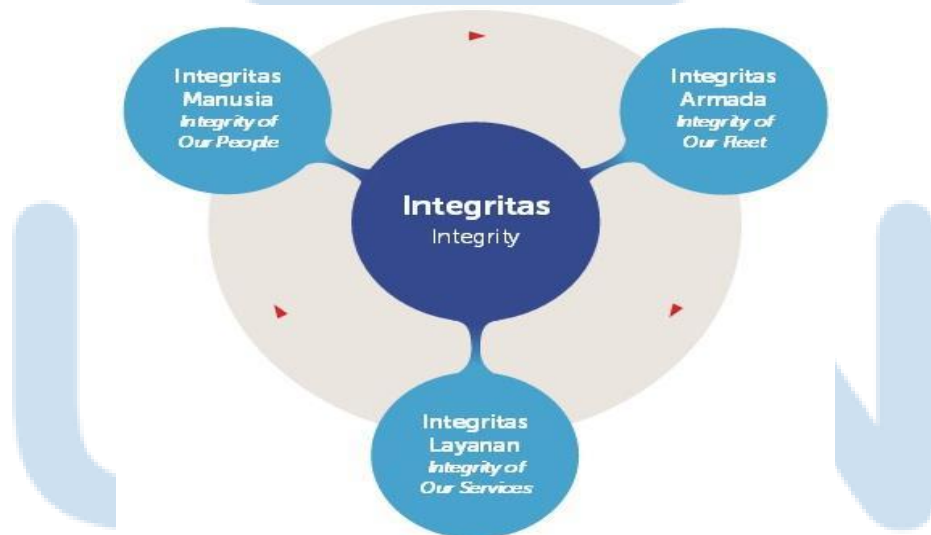 Integritas
Manusia
Integrity of
Our People
Integritas
Armada
Integrity of
Our Fleet
Integritas
Integrity
Integritas
Layanan
Integrity of
Our Services